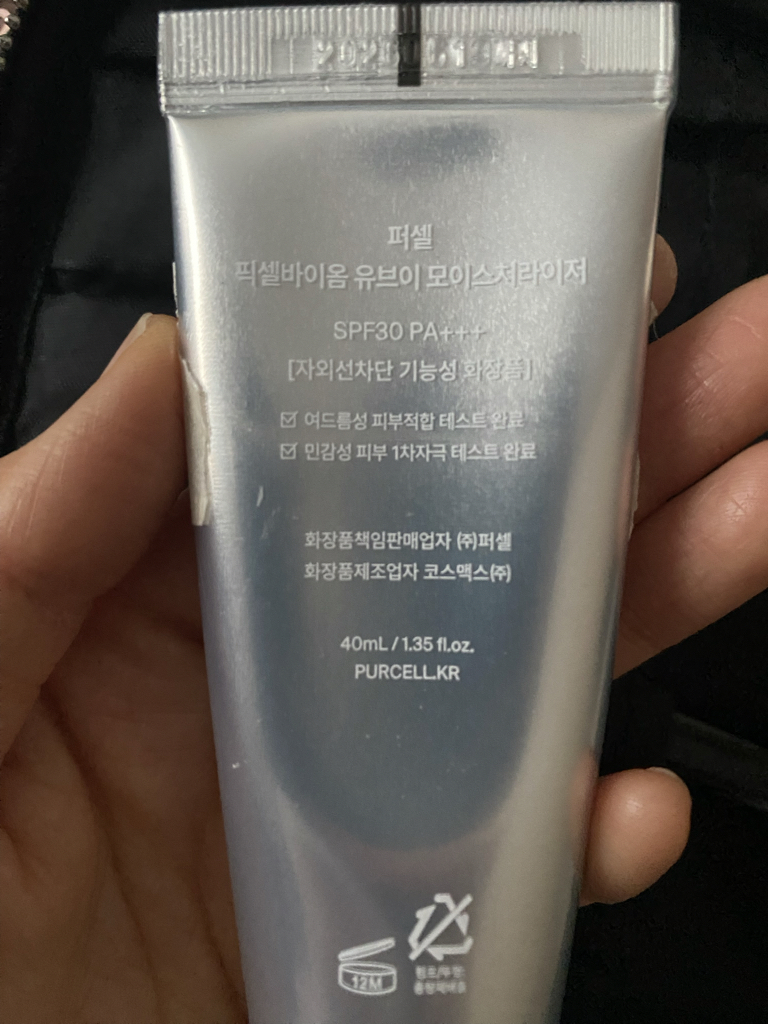 퍼셀
픽셀바이옴 유브이 모이스쳐라이저
SPF30 PA+++
[자외선차단 기능성 화장품]
☑ 여드름성 피부적합 테스트 완료
☑ 민감성 피부 1차자극 테스트 완료
화장품책임판매업자 ㈜퍼셀
화장품제조업자 코스맥스㈜
40mL / 1.35 fl.oz.
PURCELL.KR
12M